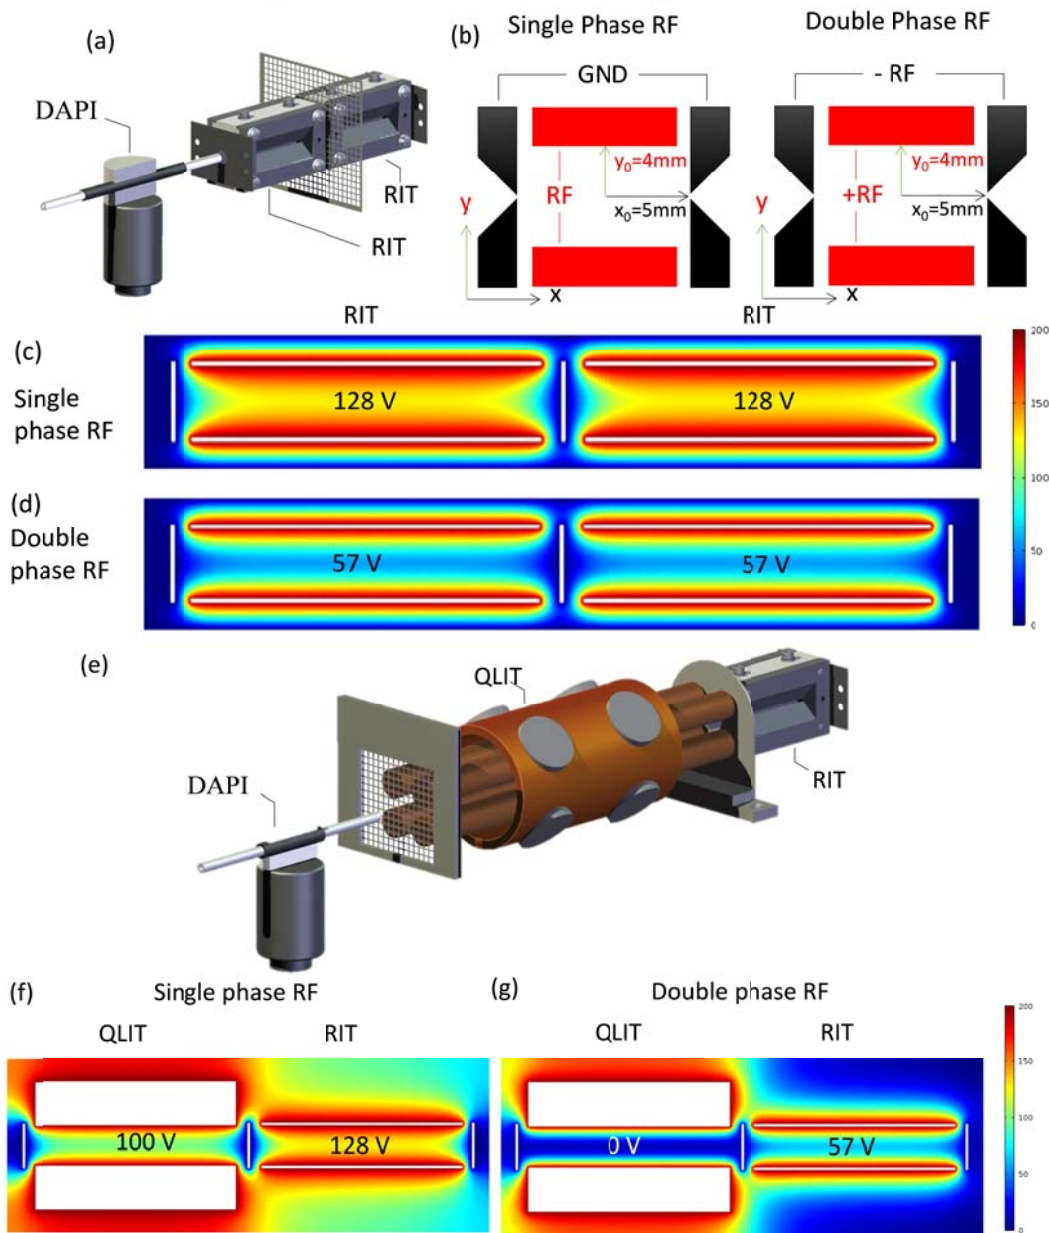 (a)
DAPI
RIT
RIT
(b)
Single Phase RF
Double Phase RF
GND
- RF
y₀=4mm
y₀=4mm
RF
+RF
x₀=5mm
x₀=5mm
y
y
x
x
RIT
RIT
(c)
Single
phase RF
128 V
128 V
200
150
100
50
0
(d)
Double
phase RF
57 V
57 V
(e)
QLIT
RIT
DAPI
(f)
Single phase RF
(g)
Double phase RF
QLIT
RIT
QLIT
RIT
100 V
128 V
0 V
57 V
200
150
100
50
0